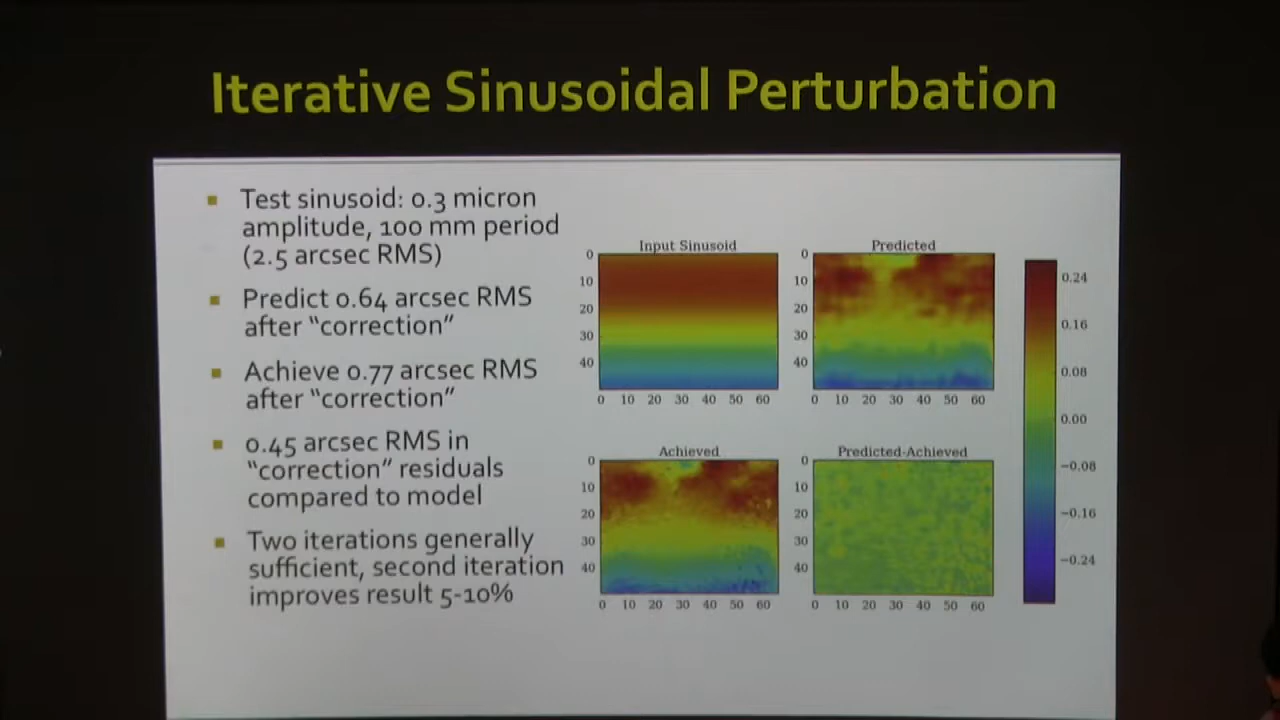 Iterative Sinusoidal Perturbation
Test sinusoid: 0.3 micron
amplitude, 100 mm period
(2.5 arcsec RMS)
Predict 0.64 arcsec RMS
after “correction”
Achieve 0.77 arcsec RMS
after “correction”
0.45 arcsec RMS in
“correction” residuals
compared to model
Two iterations generally
sufficient, second iteration
improves result 5-10%
Input Sinusoid
0
10
20
30
40
0 10 20 30 40 50 60
Predicted
0
10
20
30
40
0 10 20 30 40 50 60
Achieved
0
10
20
30
40
0 10 20 30 40 50 60
Predicted-Achieved
0
10
20
30
40
0 10 20 30 40 50 60
0.24
0.16
0.08
0.00
−0.08
−0.16
−0.24